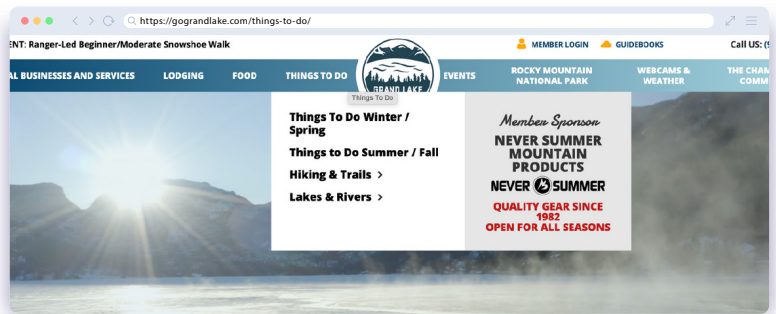 https://gograndlake.com/things-to-do/
ENT: Ranger-Led Beginner/Moderate Snowshoe Walk
MEMBER LOGIN
GUIDEBOOKS
Call US: (9
AL BUSINESSES AND SERVICES
LODGING
FOOD
THINGS TO DO
GRAND LAKE
EVENTS
ROCKY MOUNTAIN
NATIONAL PARK
WEBCAMS &
WEATHER
THE CHAM
COMM
Things To Do
Things To Do Winter /
Spring
Things to Do Summer / Fall
Hiking & Trails >
Lakes & Rivers >
Member Sponsor
NEVER SUMMER
MOUNTAIN
PRODUCTS
NEVER SUMMER
QUALITY GEAR SINCE
1982
OPEN FOR ALL SEASONS